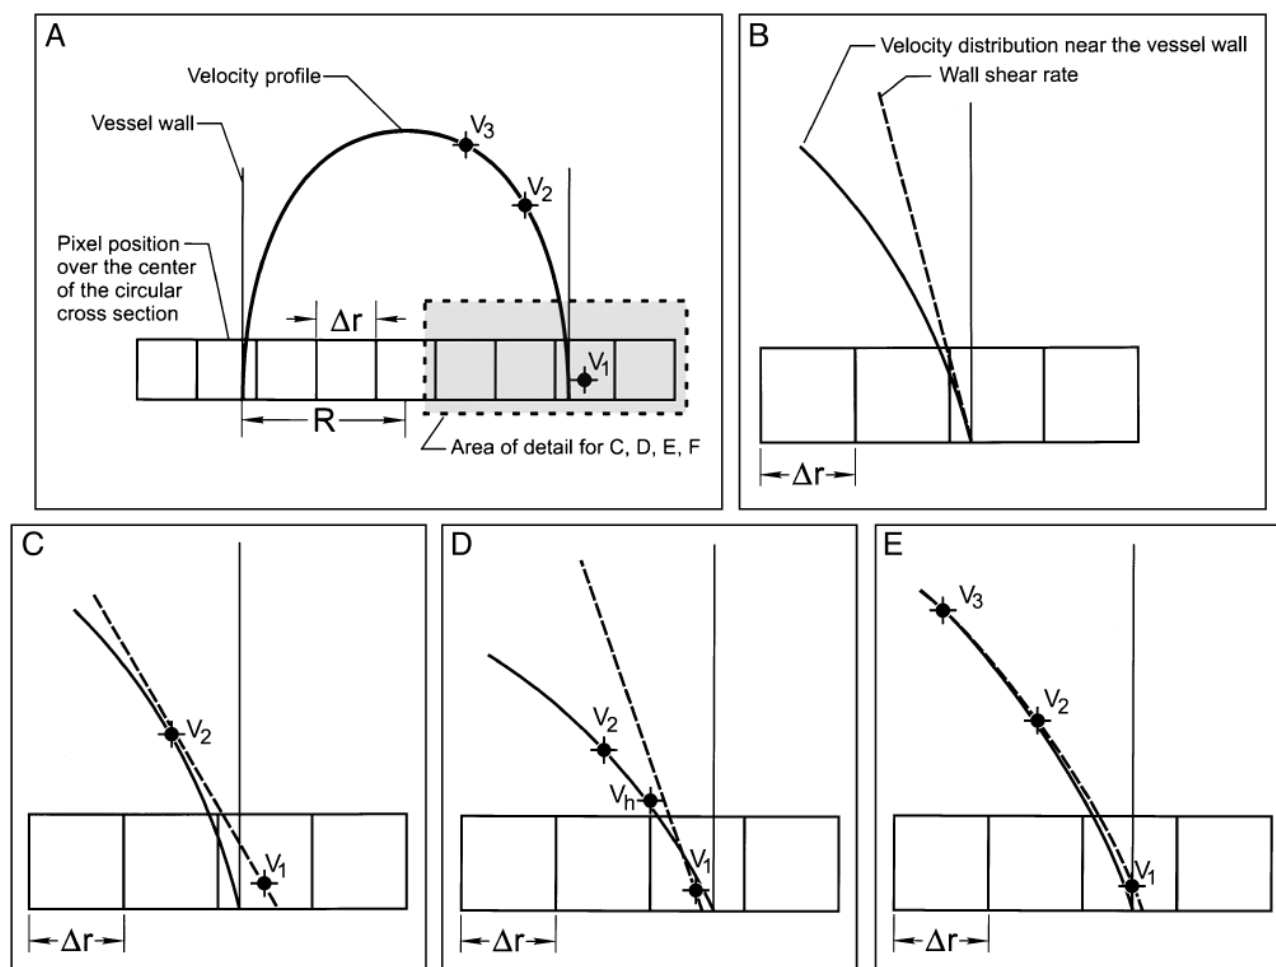 A
Velocity profile
V3
Vessel wall
V2
Pixel position
over the center
of the circular
cross section
Δr
V1
R
Area of detail for C, D, E, F
B
Velocity distribution near the vessel wall
Wall shear rate
Δr
C
V2
V1
Δr
D
V2
Vh
V1
Δr
E
V3
V2
V1
Δr